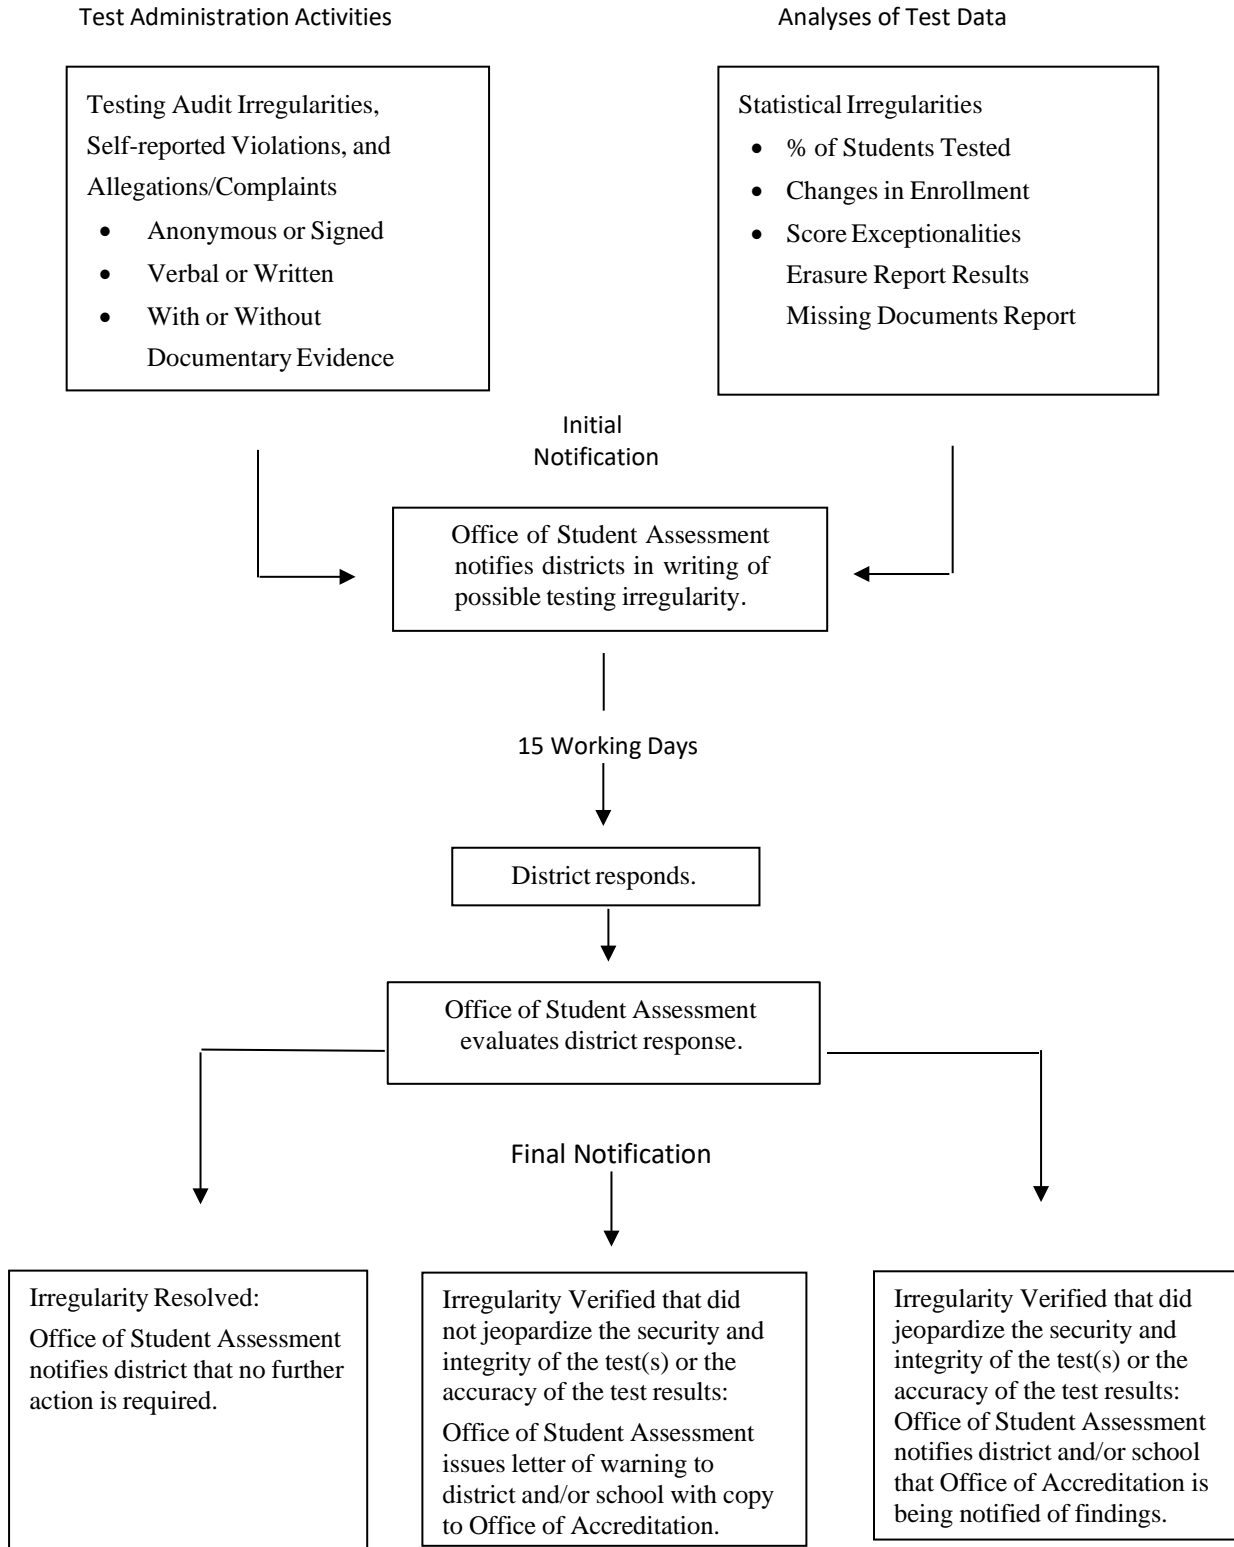 Test Administration Activities
Analyses of Test Data
Testing Audit Irregularities,
Self-reported Violations, and
Allegations/Complaints
• Anonymous or Signed
• Verbal or Written
• With or Without
Documentary Evidence
Statistical Irregularities
• % of Students Tested
• Changes in Enrollment
• Score Exceptionalities
Erasure Report Results
Missing Documents Report
Initial
Notification
Office of Student Assessment
notifies districts in writing of
possible testing irregularity.
15 Working Days
District responds.
Office of Student Assessment
evaluates district response.
Final Notification
Irregularity Resolved:
Office of Student Assessment
notifies district that no further
action is required.
Irregularity Verified that did
not jeopardize the security and
integrity of the test(s) or the
accuracy of the test results:
Office of Student Assessment
issues letter of warning to
district and/or school with copy
to Office of Accreditation.
Irregularity Verified that did
jeopardize the security and
integrity of the test(s) or the
accuracy of the test results:
Office of Student Assessment
notifies district and/or school
that Office of Accreditation is
being notified of findings.